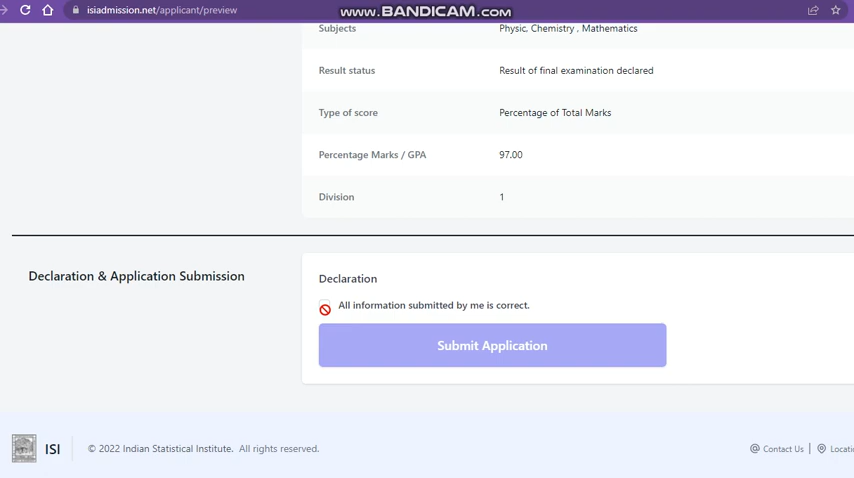 isiadmission.net/applicant/preview
www.BANDICAM.com
Subjects Physic, Chemistry , Mathematics
Result status Result of final examination declared
Type of score Percentage of Total Marks
Percentage Marks / GPA 97.00
Division 1
Declaration & Application Submission
Declaration
All information submitted by me is correct.
Submit Application
ISI © 2022 Indian Statistical Institute. All rights reserved. Contact Us | Locatio